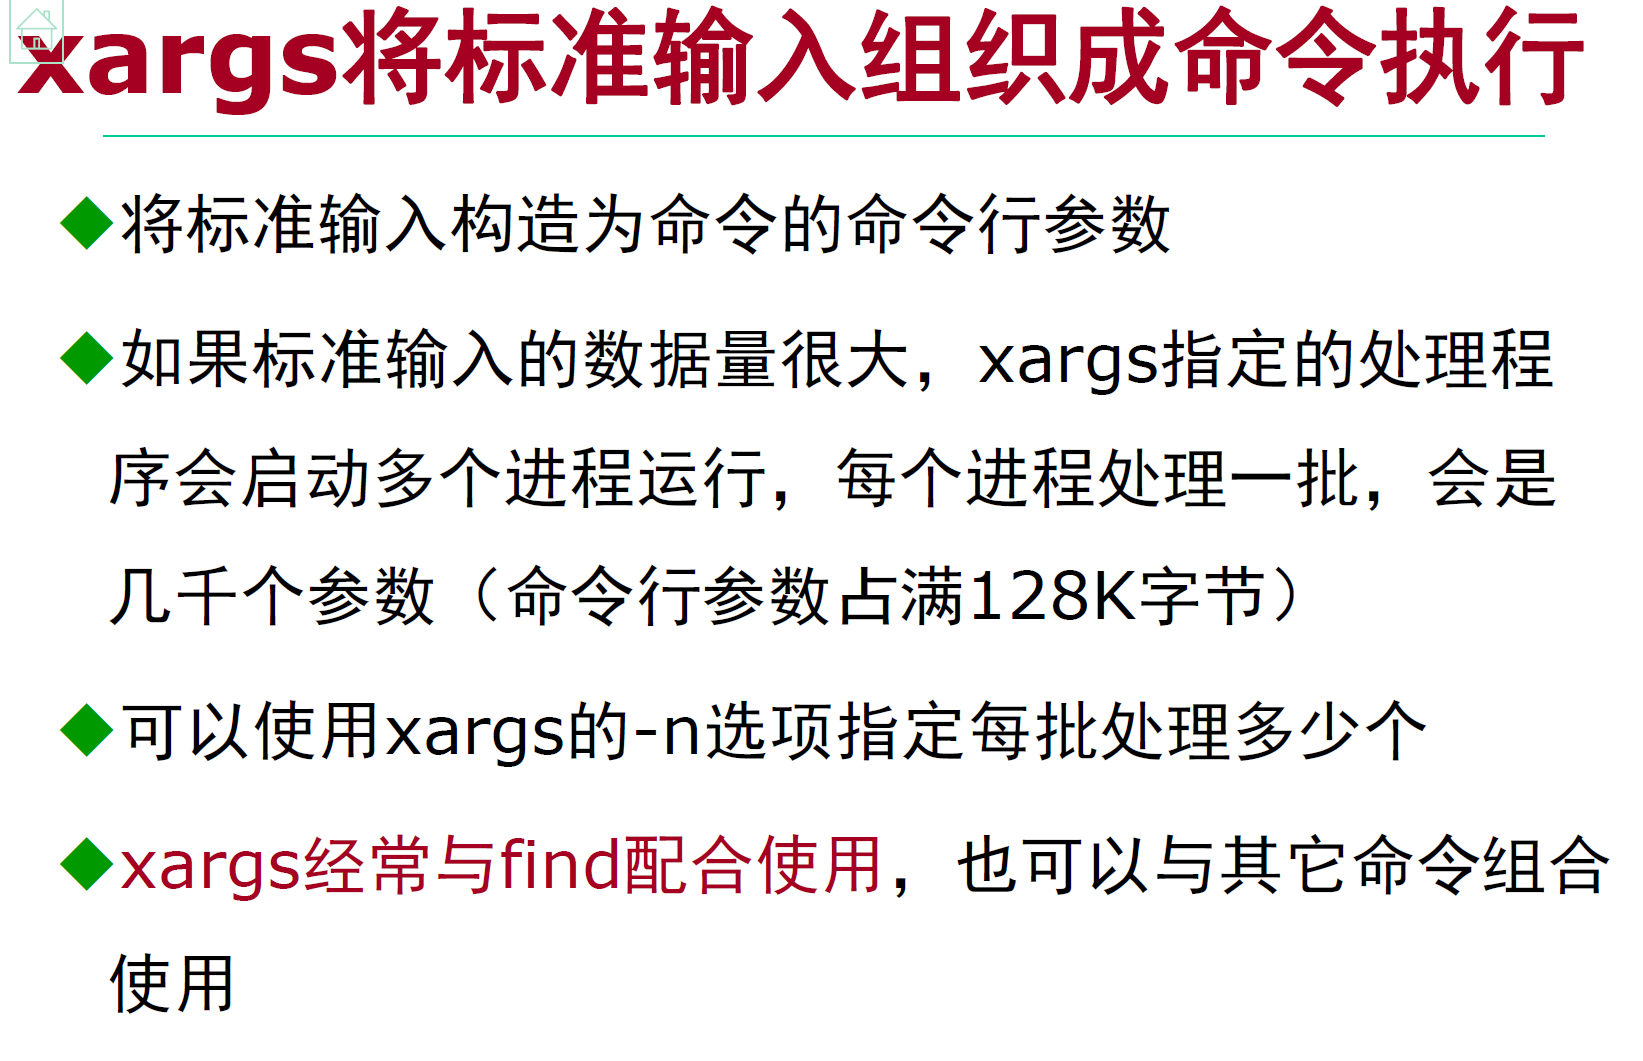 xargs将标准输入组织成命令执行
将标准输入构造为命令的命令行参数
如果标准输入的数据量很大，xargs指定的处理程
序会启动多个进程运行，每个进程处理一批，会是
几千个参数（命令行参数占满128K字节）
可以使用xargs的-n选项指定每批处理多少个
xargs经常与find配合使用，也可以与其它命令组合
使用